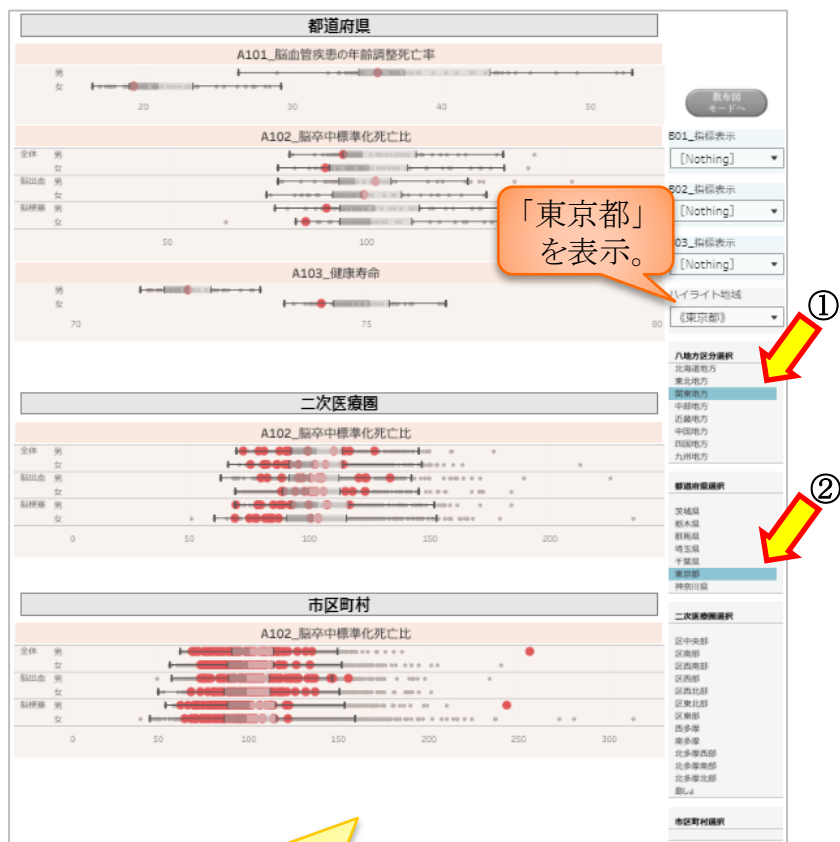 都道府県
A101_脳血管疾患の年齢調整死亡率
男
女
20 30 40 50
A102_脳卒中標準化死亡比
全体 男
女
脳出血 男
女
脳梗塞 男
女
50 100
A103_健康寿命
男
女
70 75 80
二次医療圏
A102_脳卒中標準化死亡比
全体 男
女
脳出血 男
女
脳梗塞 男
女
0 50 100 150 200
市区町村
A102_脳卒中標準化死亡比
全体 男
女
脳出血 男
女
脳梗塞 男
女
0 50 100 150 200 250 300
散布図
モードへ
B01_指標表示
[Nothing]
B02_指標表示
[Nothing]
03_指標表示
[Nothing]
「東京都」
を表示。
ハイライト地域
《東京都》
①
八地方区分選択
北海道地方
東北地方
関東地方
中部地方
近畿地方
中国地方
四国地方
九州地方
②
都道府県選択
茨城県
栃木県
群馬県
埼玉県
千葉県
東京都
神奈川県
二次医療圏選択
区中央部
区南部
区西南部
区西部
区西北部
区東北部
区東部
西多摩
南多摩
北多摩西部
北多摩南部
北多摩北部
島しょ
市区町村選択